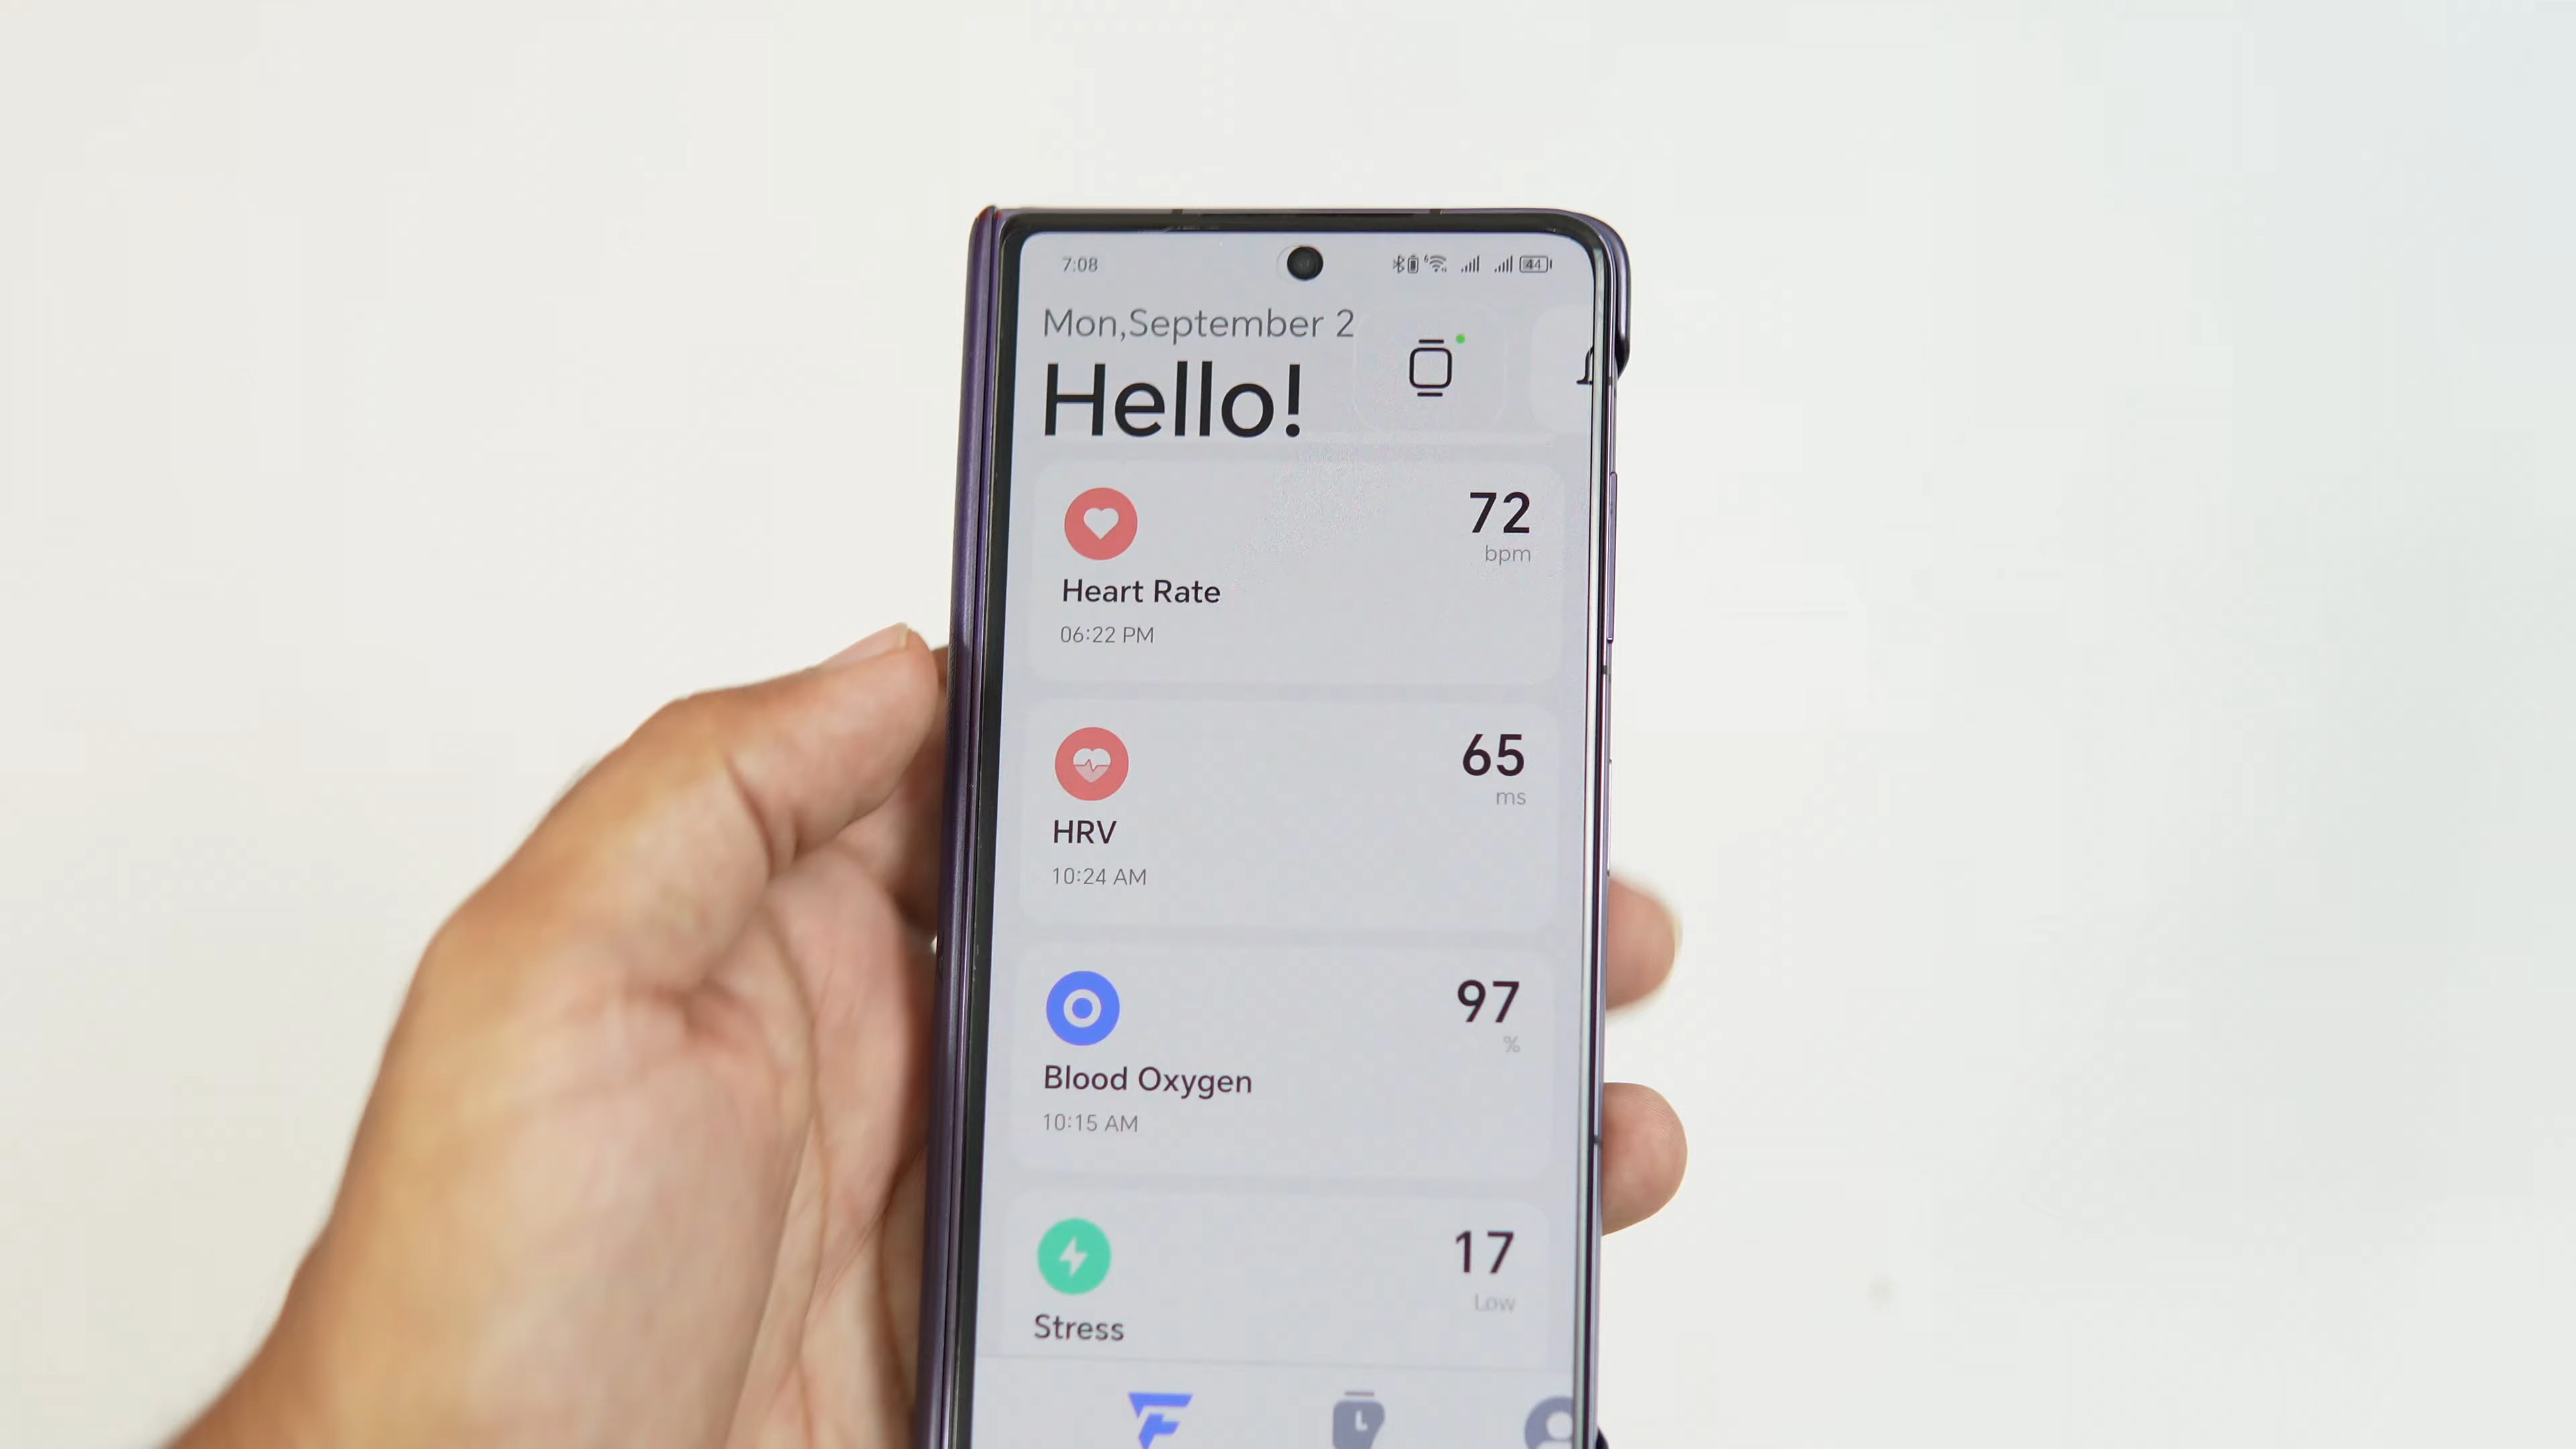 7:08
44
Mon,September 2
Hello!
72
bpm
Heart Rate
06:22 PM
65
ms
HRV
10:24 AM
97
%
Blood Oxygen
10:15 AM
17
Low
Stress